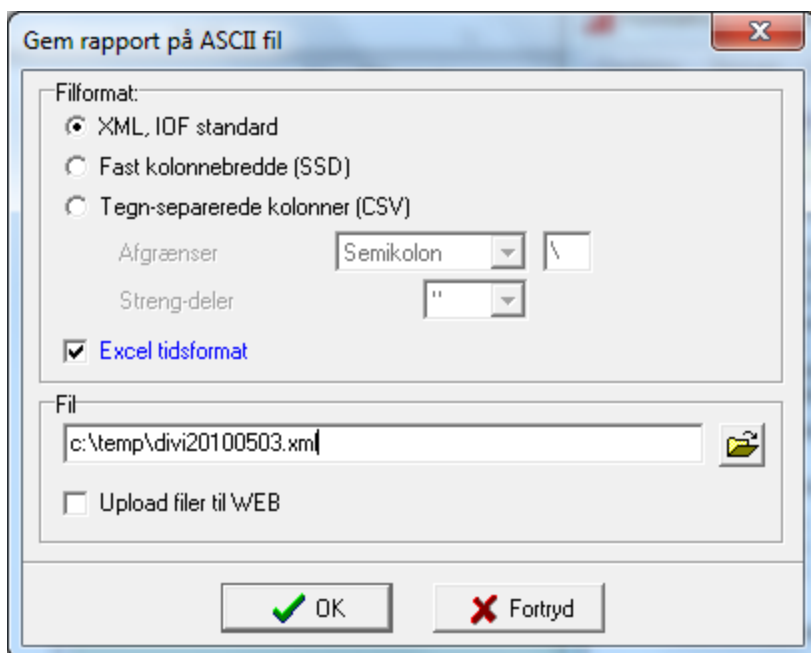 Gem rapport på ASCII fil
Filformat:
XML, IOF standard
Fast kolonnebredde (SSD)
Tegn-separerede kolonner (CSV)
Afgrænser Semikolon \
Streng-deler "
Excel tidsformat
Fil
c:\temp\divi20100503.xml
Upload filer til WEB
OK Fortryd